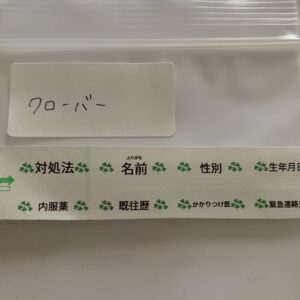 クローバー
対処法 名前 性別 生年月日
ふりがな
内服薬 既往歴 かかりつけ医 緊急連絡